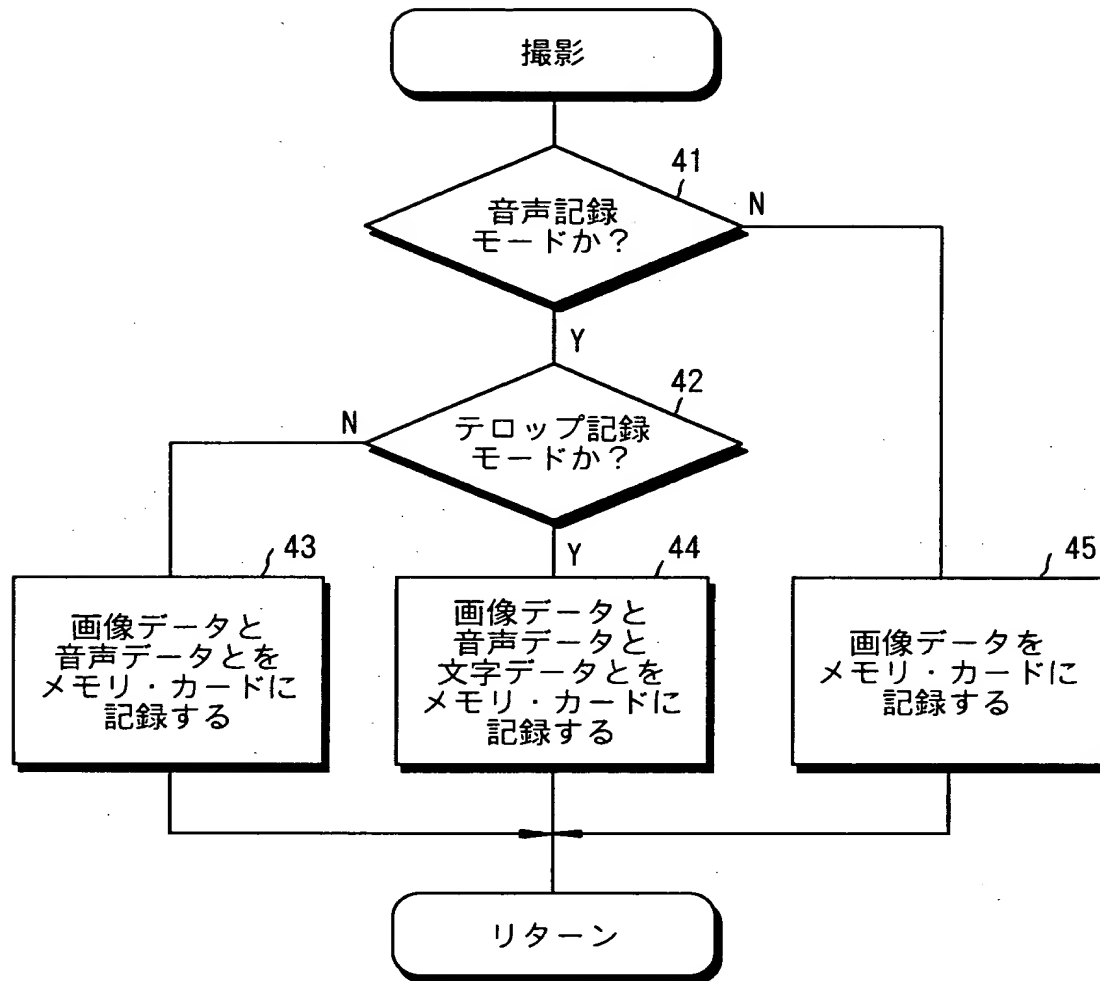 撮影
41
音声記録
モードか？
N
Y
42
テロップ記録
モードか？
N
Y
43
画像データと
音声データとを
メモリ・カードに
記録する
44
画像データと
音声データと
文字データとを
メモリ・カードに
記録する
45
画像データを
メモリ・カードに
記録する
リターン